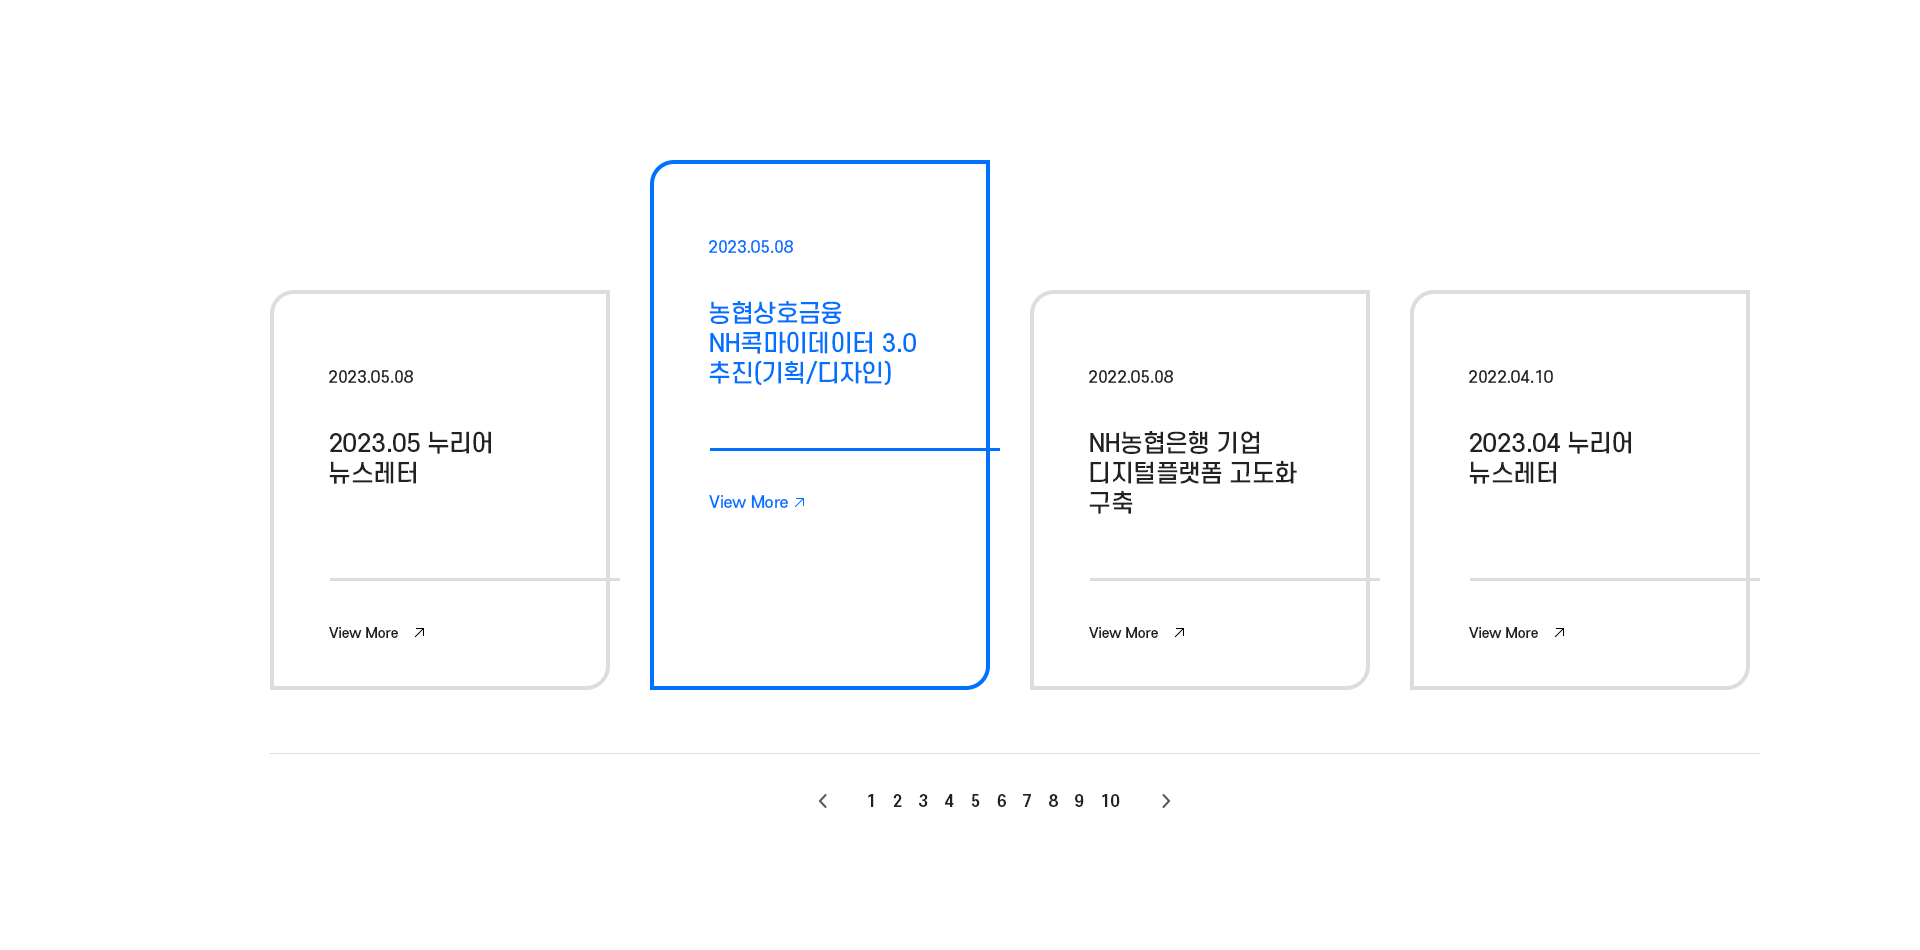 2023.05.08
2023.05 누리어
뉴스레터
View More
2023.05.08
농협상호금융
NH콕마이데이터 3.0
추진(기획/디자인)
View More
2022.05.08
NH농협은행 기업
디지털플랫폼 고도화
구축
View More
2022.04.10
2023.04 누리어
뉴스레터
View More
1 2 3 4 5 6 7 8 9 10